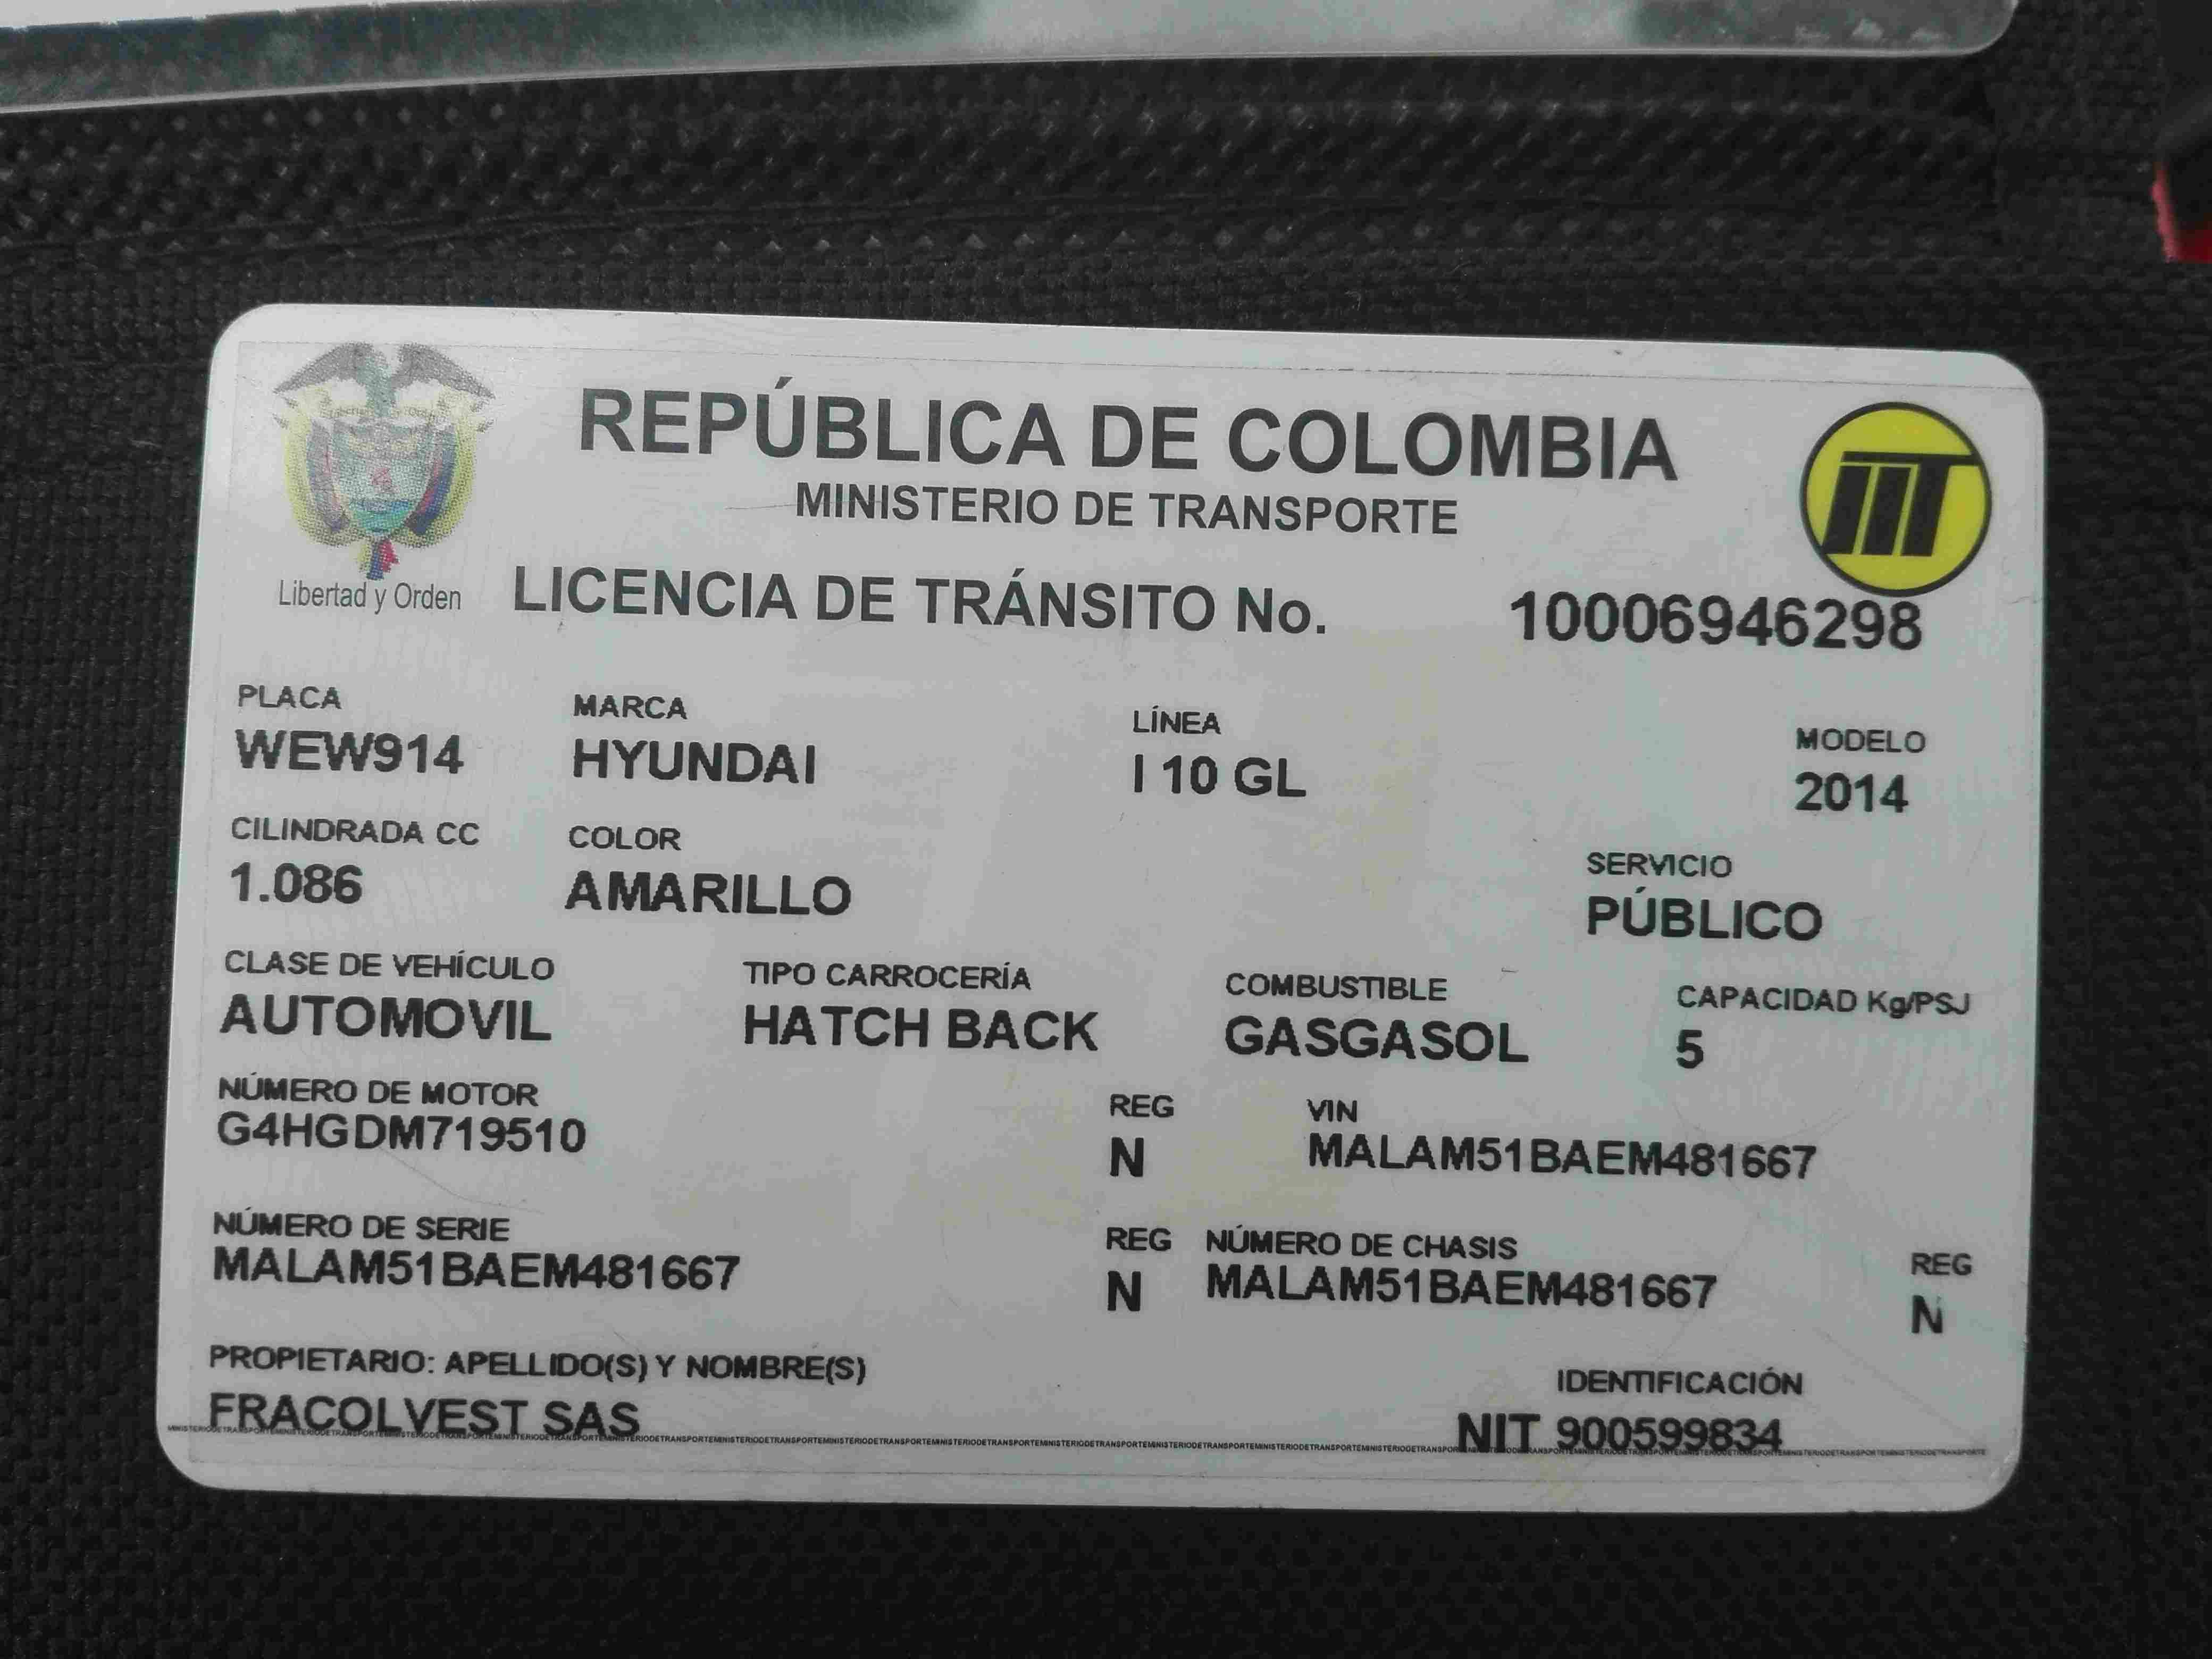 REPÚBLICA DE COLOMBIA
MINISTERIO DE TRANSPORTE
Libertad y Orden
LICENCIA DE TRÁNSITO No. 10006946298
PLACA MARCA LÍNEA MODELO
WEW914 HYUNDAI I 10 GL 2014
CILINDRADA CC COLOR SERVICIO
1.086 AMARILLO PÚBLICO
CLASE DE VEHÍCULO TIPO CARROCERÍA COMBUSTIBLE CAPACIDAD Kg/PSJ
AUTOMOVIL HATCH BACK GASGASOL 5
NÚMERO DE MOTOR REG VIN
G4HGDM719510 N MALAM51BAEM481667
NÚMERO DE SERIE REG NÚMERO DE CHASIS REG
MALAM51BAEM481667 N MALAM51BAEM481667 N
PROPIETARIO: APELLIDO(S) Y NOMBRE(S) IDENTIFICACIÓN
FRACOLVEST SAS NIT 900599834